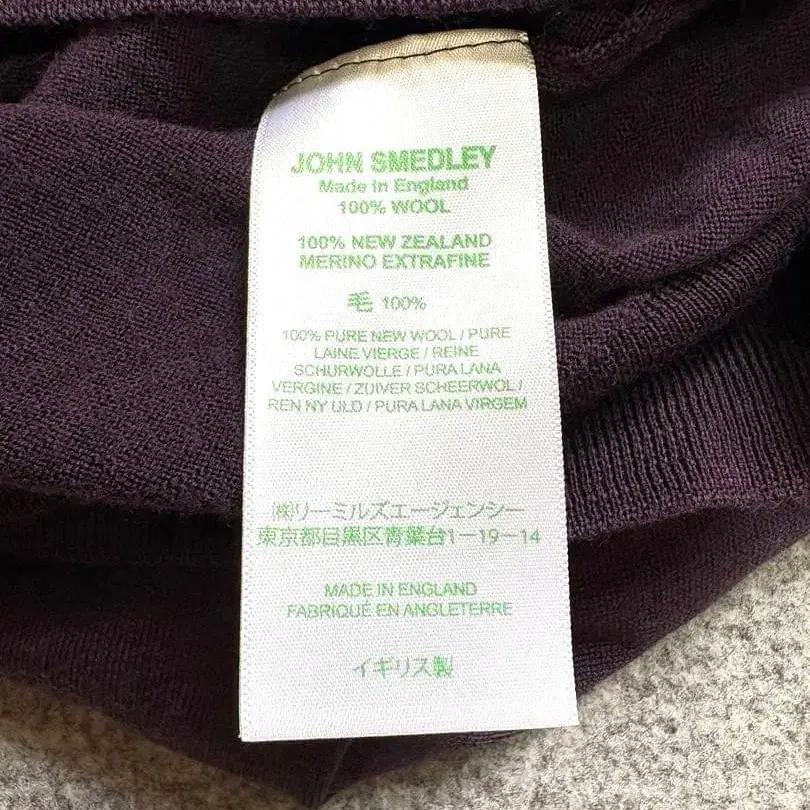 JOHN SMEDLEY
Made in England
100% WOOL
100% NEW ZEALAND
MERINO EXTRAFINE
毛 100%
100% PURE NEW WOOL / PURE
LAINE VIERGE / REINE
SCHURWOLLE / PURA LANA
VERGINE / ZUIVER SCHEERWOL /
REN NY ULD / PURA LANA VIRGEM
㈱リーミルズエージェンシー
東京都目黒区青葉台1-19-14
MADE IN ENGLAND
FABRIQUÉ EN ANGLETERRE
イギリス製